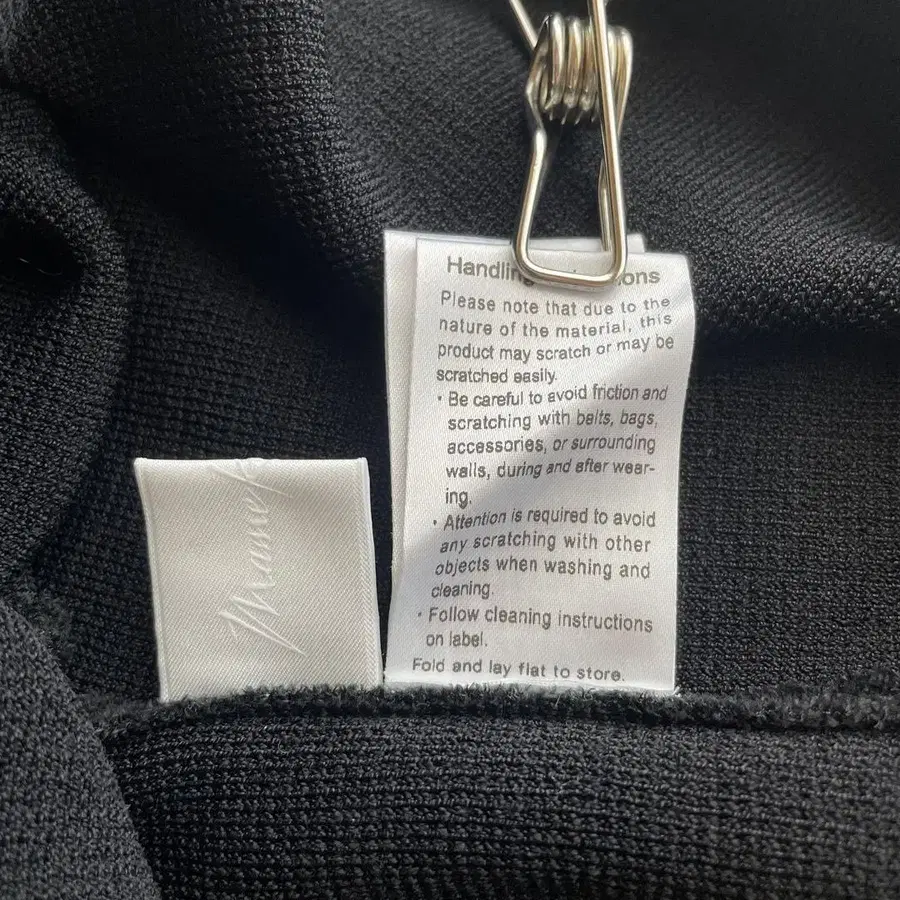 Mame
Handling
Please note that due to the
nature of the material, this
product may scratch or may be
scratched easily.
· Be careful to avoid friction and
scratching with belts, bags,
accessories, or surrounding
walls, during and after wear-
ing.
· Attention is required to avoid
any scratching with other
objects when washing and
cleaning.
· Follow cleaning instructions
on label.
Fold and lay flat to store.